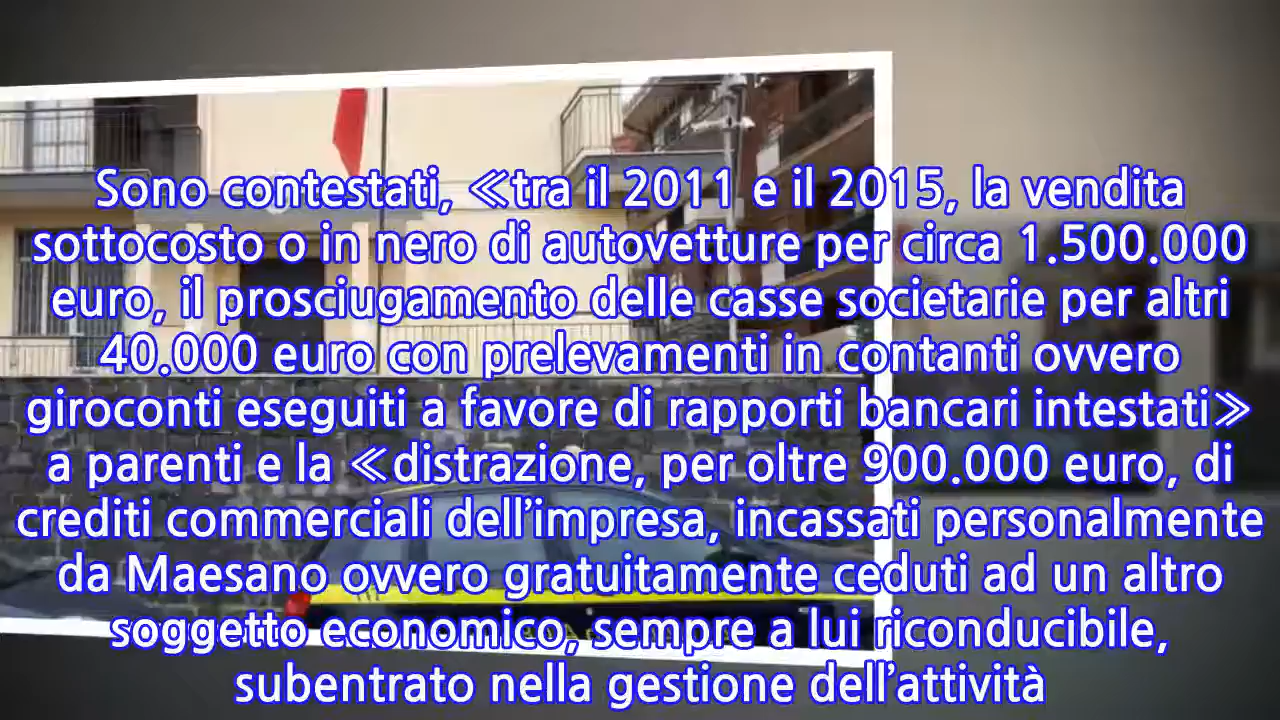 Sono contestati, ≪tra il 2011 e il 2015, la vendita
sottocosto o in nero di autovetture per circa 1.500.000
euro, il prosciugamento delle casse societarie per altri
40.000 euro con prelevamenti in contanti ovvero
giroconti eseguiti a favore di rapporti bancari intestati≫
a parenti e la ≪distrazione, per oltre 900.000 euro, di
crediti commerciali dell’impresa, incassati personalmente
da Maesano ovvero gratuitamente ceduti ad un altro
soggetto economico, sempre a lui riconducibile,
subentrato nella gestione dell’attività